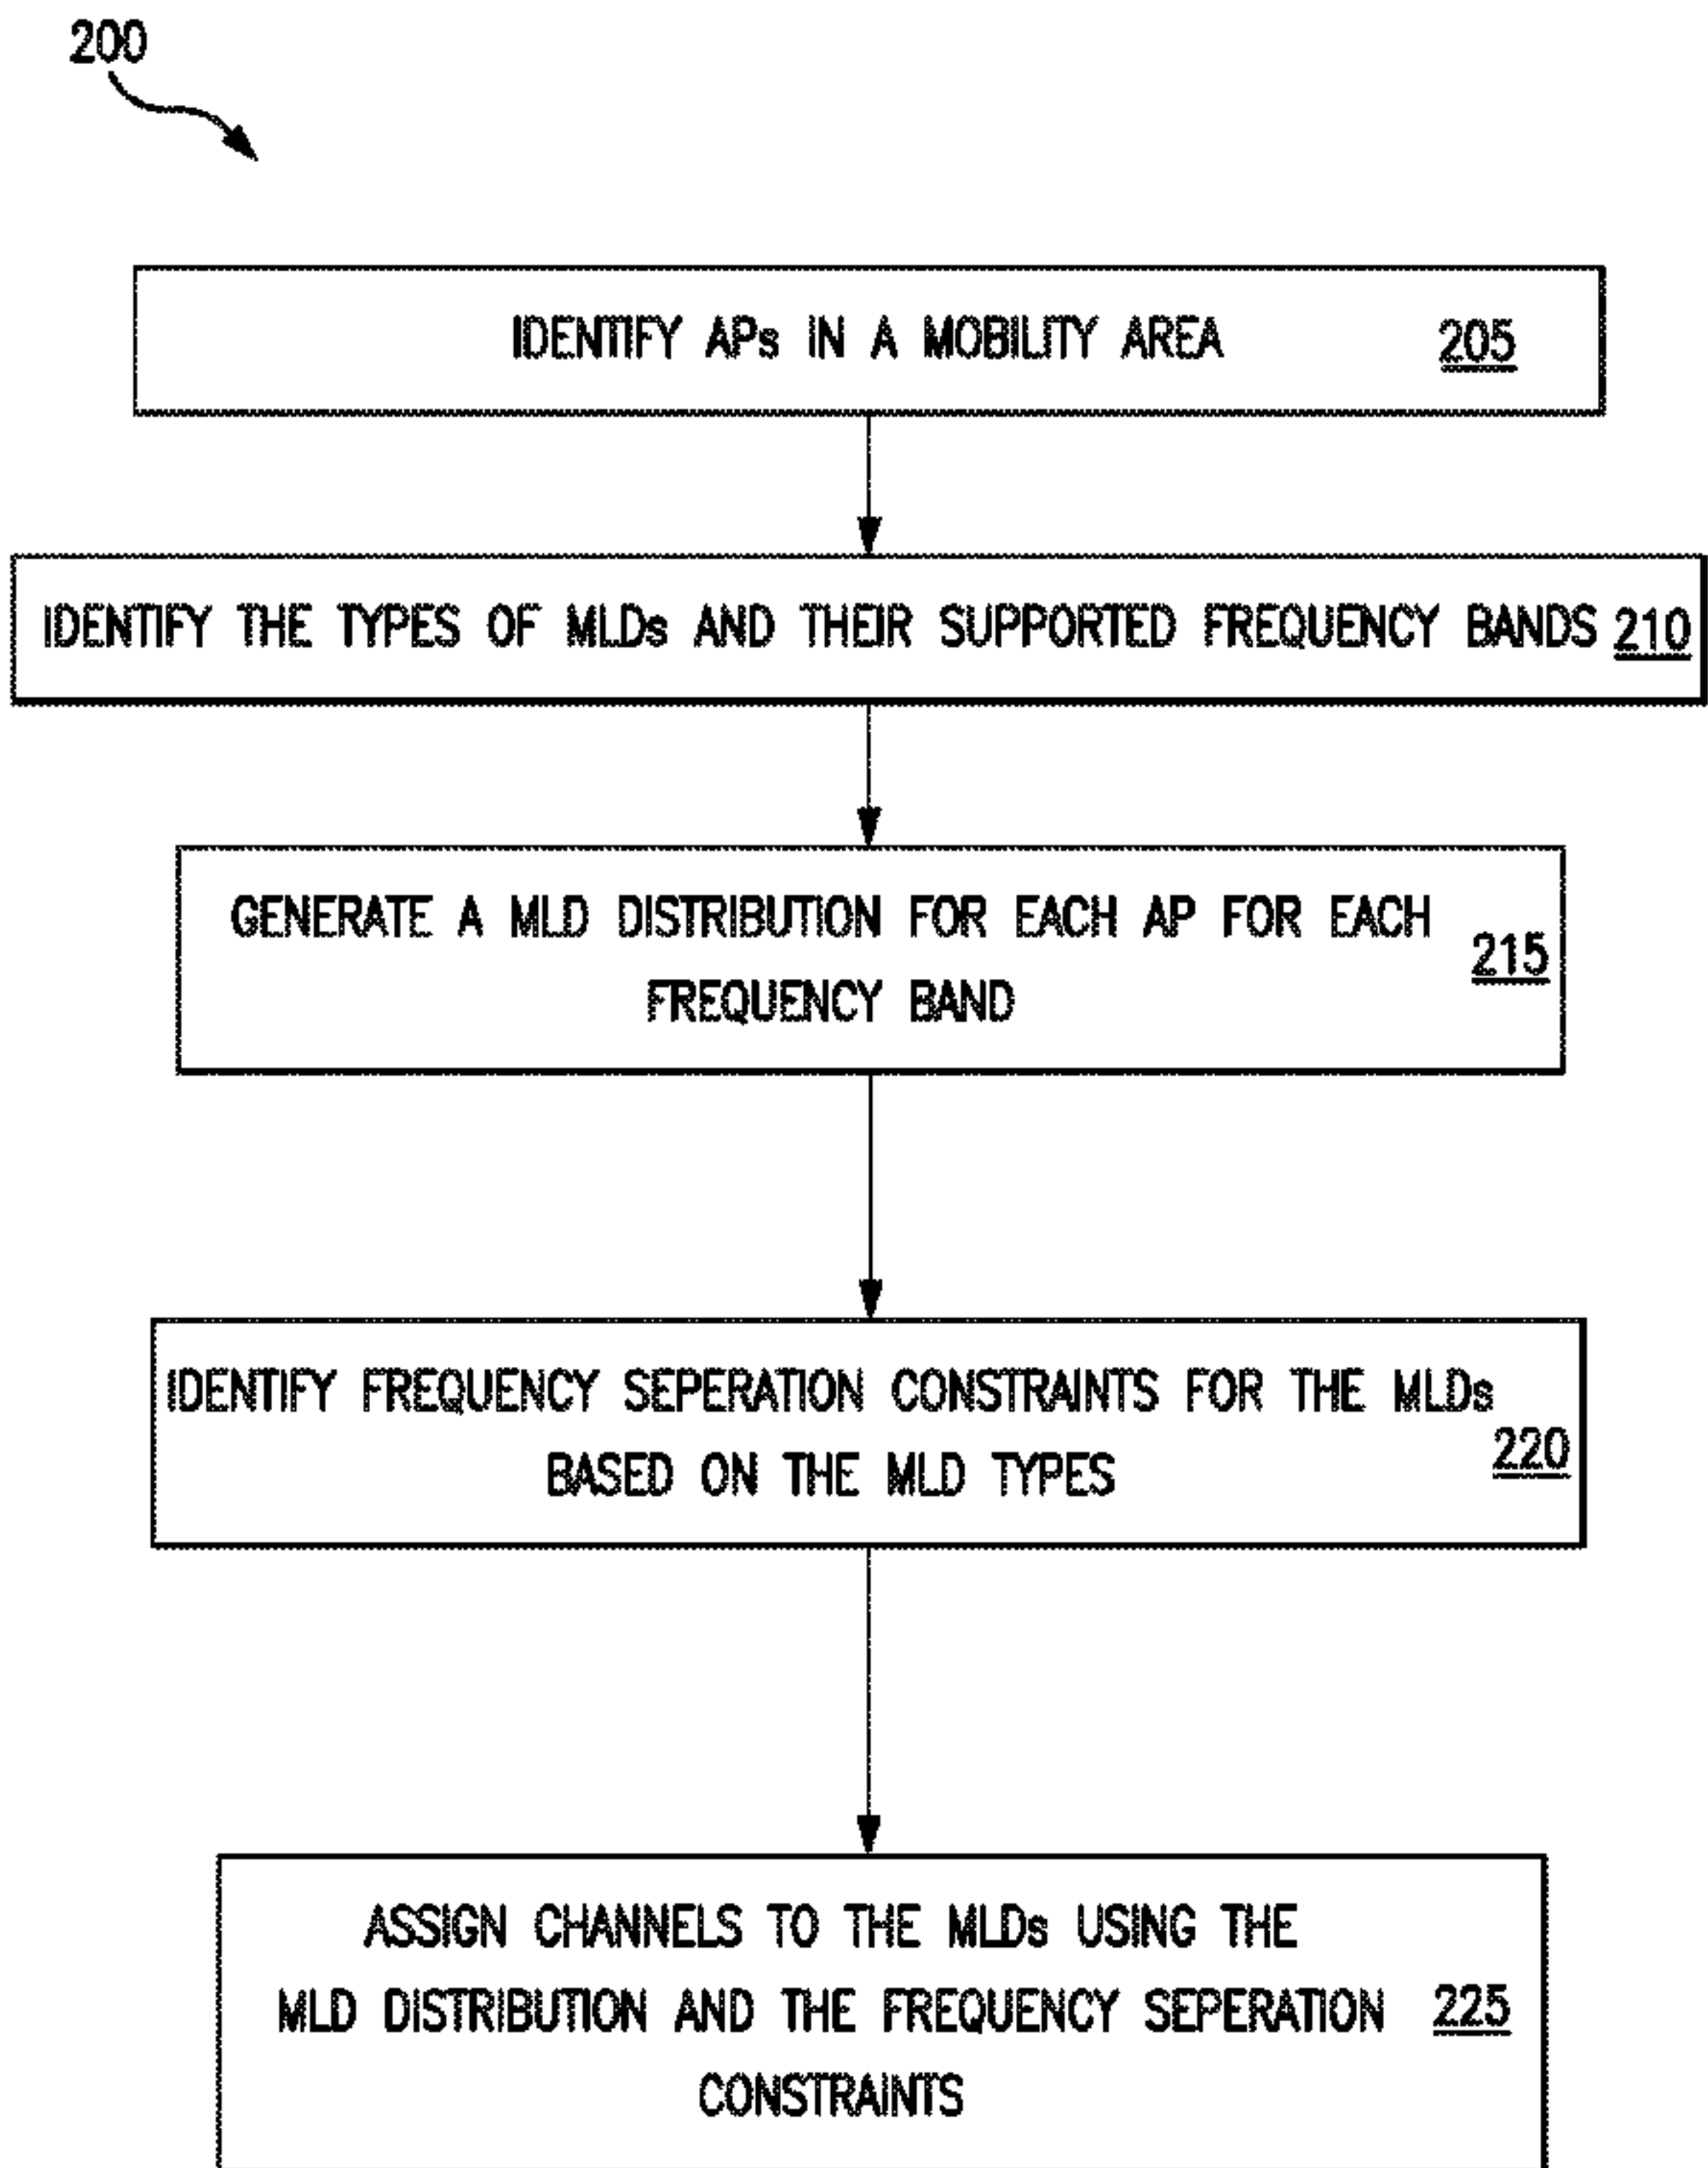 200
IDENTIFY APs IN A MOBILITY AREA 205
IDENTIFY THE TYPES OF MLDs AND THEIR SUPPORTED FREQUENCY BANDS 210
GENERATE A MLD DISTRIBUTION FOR EACH AP FOR EACH
FREQUENCY BAND
215
IDENTIFY FREQUENCY SEPERATION CONSTRAINTS FOR THE MLDs
BASED ON THE MLD TYPES
220
ASSIGN CHANNELS TO THE MLDs USING THE
MLD DISTRIBUTION AND THE FREQUENCY SEPERATION 225
CONSTRAINTS